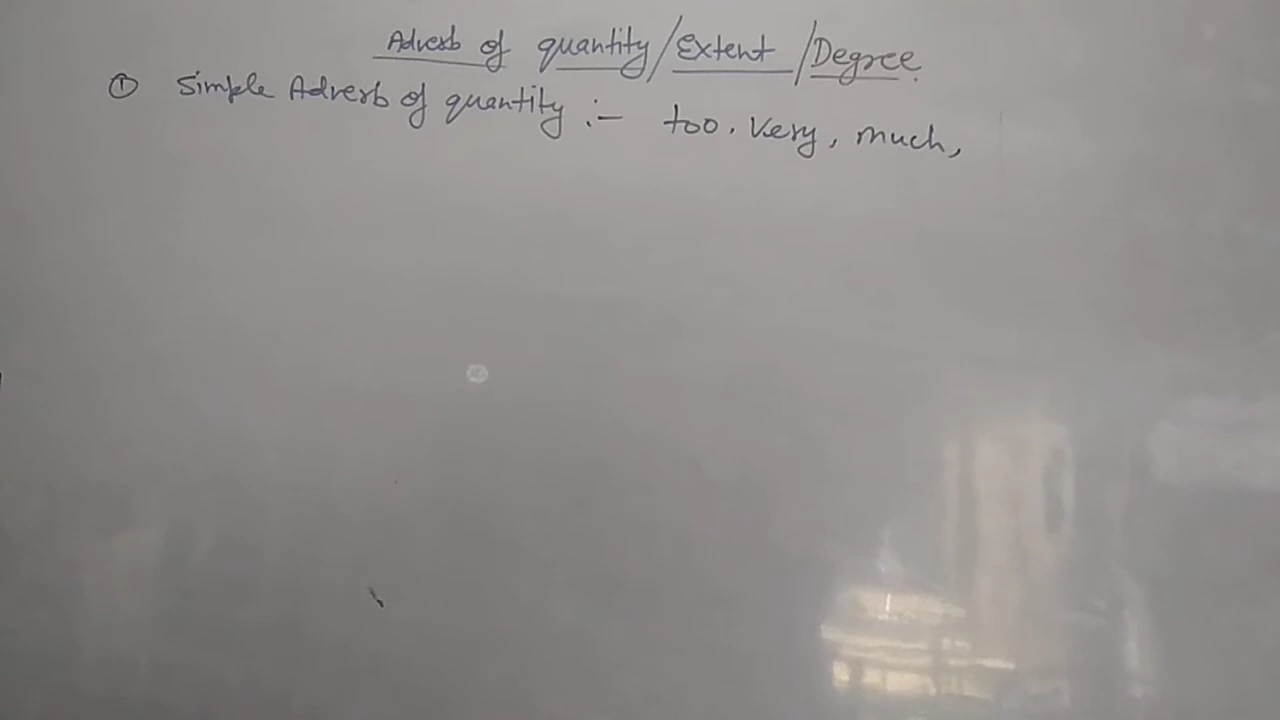 Adverb of quantity/Extent/Degree.
① Simple Adverb of quantity :- too. Very, much,